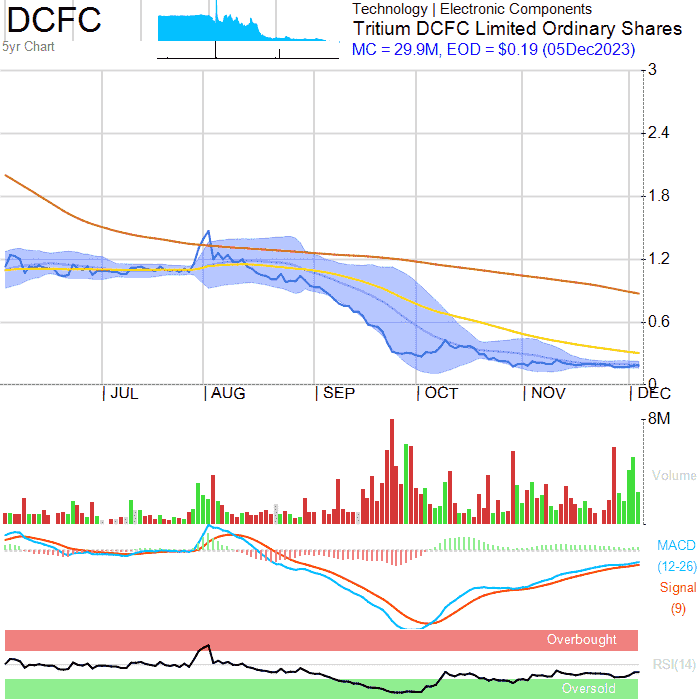 DCFC
5yr Chart
Technology | Electronic Components
Tritium DCFC Limited Ordinary Shares
MC = 29.9M, EOD = $0.19 (05Dec2023)
3
2.4
1.8
1.2
0.6
0
| JUL | AUG | SEP | OCT | NOV | DEC
8M
Volume
MACD
(12-26)
Signal
(9)
Overbought
RSI(14)
Oversold